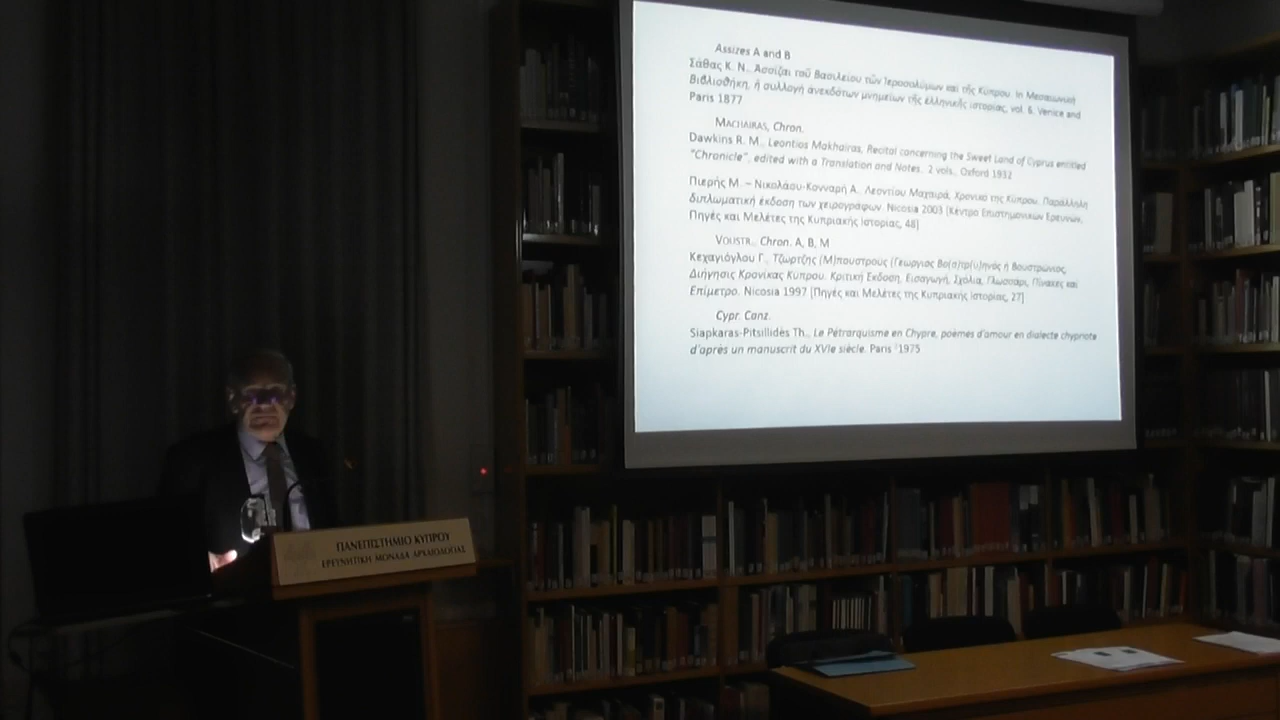 Assizes A and B
Σάθας Κ. Ν., Ἀσσίζαι τοῦ Βασιλείου τῶν Ἱεροσολύμων καὶ τῆς Κύπρου. In Μεσαιωνικὴ
Βιβλιοθήκη, ἢ συλλογὴ ἀνεκδότων μνημείων τῆς ἑλληνικῆς ἱστορίας, vol. 6. Venice and
Paris 1877
MACHAIRAS, Chron.
Dawkins R. M., Leontios Makhairas, Recital concerning the Sweet Land of Cyprus entitled
"Chronicle", edited with a Translation and Notes. 2 vols., Oxford 1932
Πιερής Μ. – Νικολάου-Κονναρή Α., Λεοντίου Μαχαιρά, Χρονικό της Κύπρου. Παράλληλη
διπλωματική έκδοση των χειρογράφων. Nicosia 2003 [Κέντρο Επιστημονικών Ερευνών,
Πηγές και Μελέτες της Κυπριακής Ιστορίας, 48]
VOUSTR., Chron. A, B, M
Κεχαγιόγλου Γ., Τζωρτζής (Μ)πουστρούς (Γεώργιος Βο(σ)τρ(υ)ηνός ή Βουστρώνιος,
Διήγησις Κρονίκας Κύπρου. Κριτική Έκδοση, Εισαγωγή, Σχόλια, Γλωσσάρι, Πίνακες και
Επίμετρο. Nicosia 1997 [Πηγές και Μελέτες της Κυπριακής Ιστορίας, 27]
Cypr. Canz.
Siapkaras-Pitsillidès Th., Le Pétrarquisme en Chypre, poèmes d'amour en dialecte chypriote
d'après un manuscrit du XVIe siècle. Paris 1975
ΠΑΝΕΠΙΣΤΗΜΙΟ ΚΥΠΡΟΥ
ΕΡΕΥΝΗΤΙΚΗ ΜΟΝΑΔΑ ΑΡΧΑΙΟΛΟΓΙΑΣ